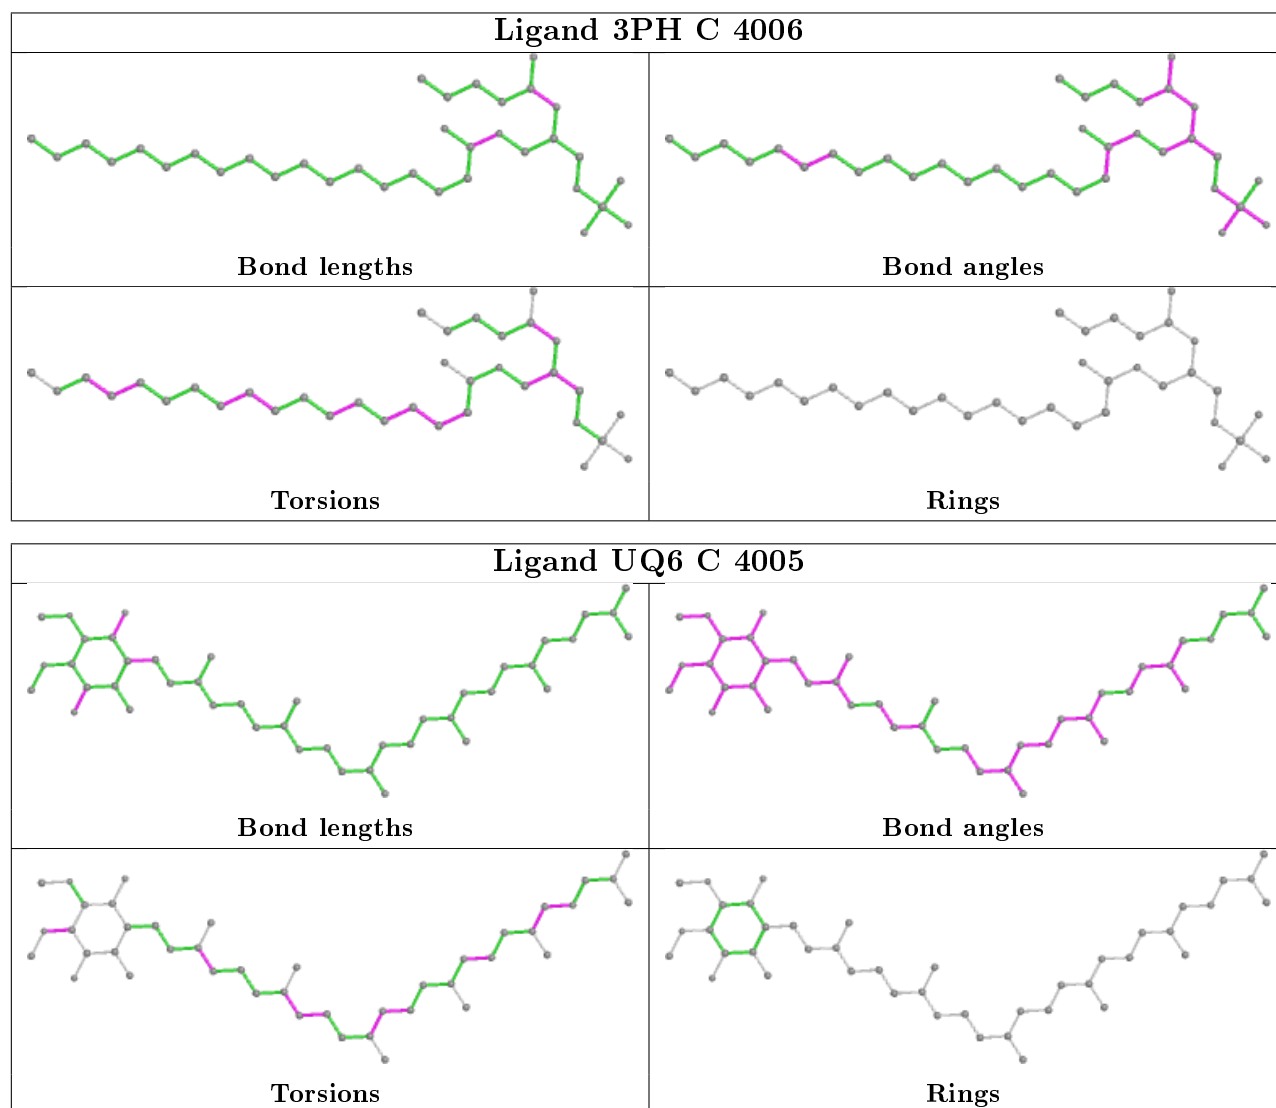 Ligand 3PH C 4006
Bond lengths
Bond angles
Torsions
Rings
Ligand UQ6 C 4005
Bond lengths
Bond angles
Torsions
Rings